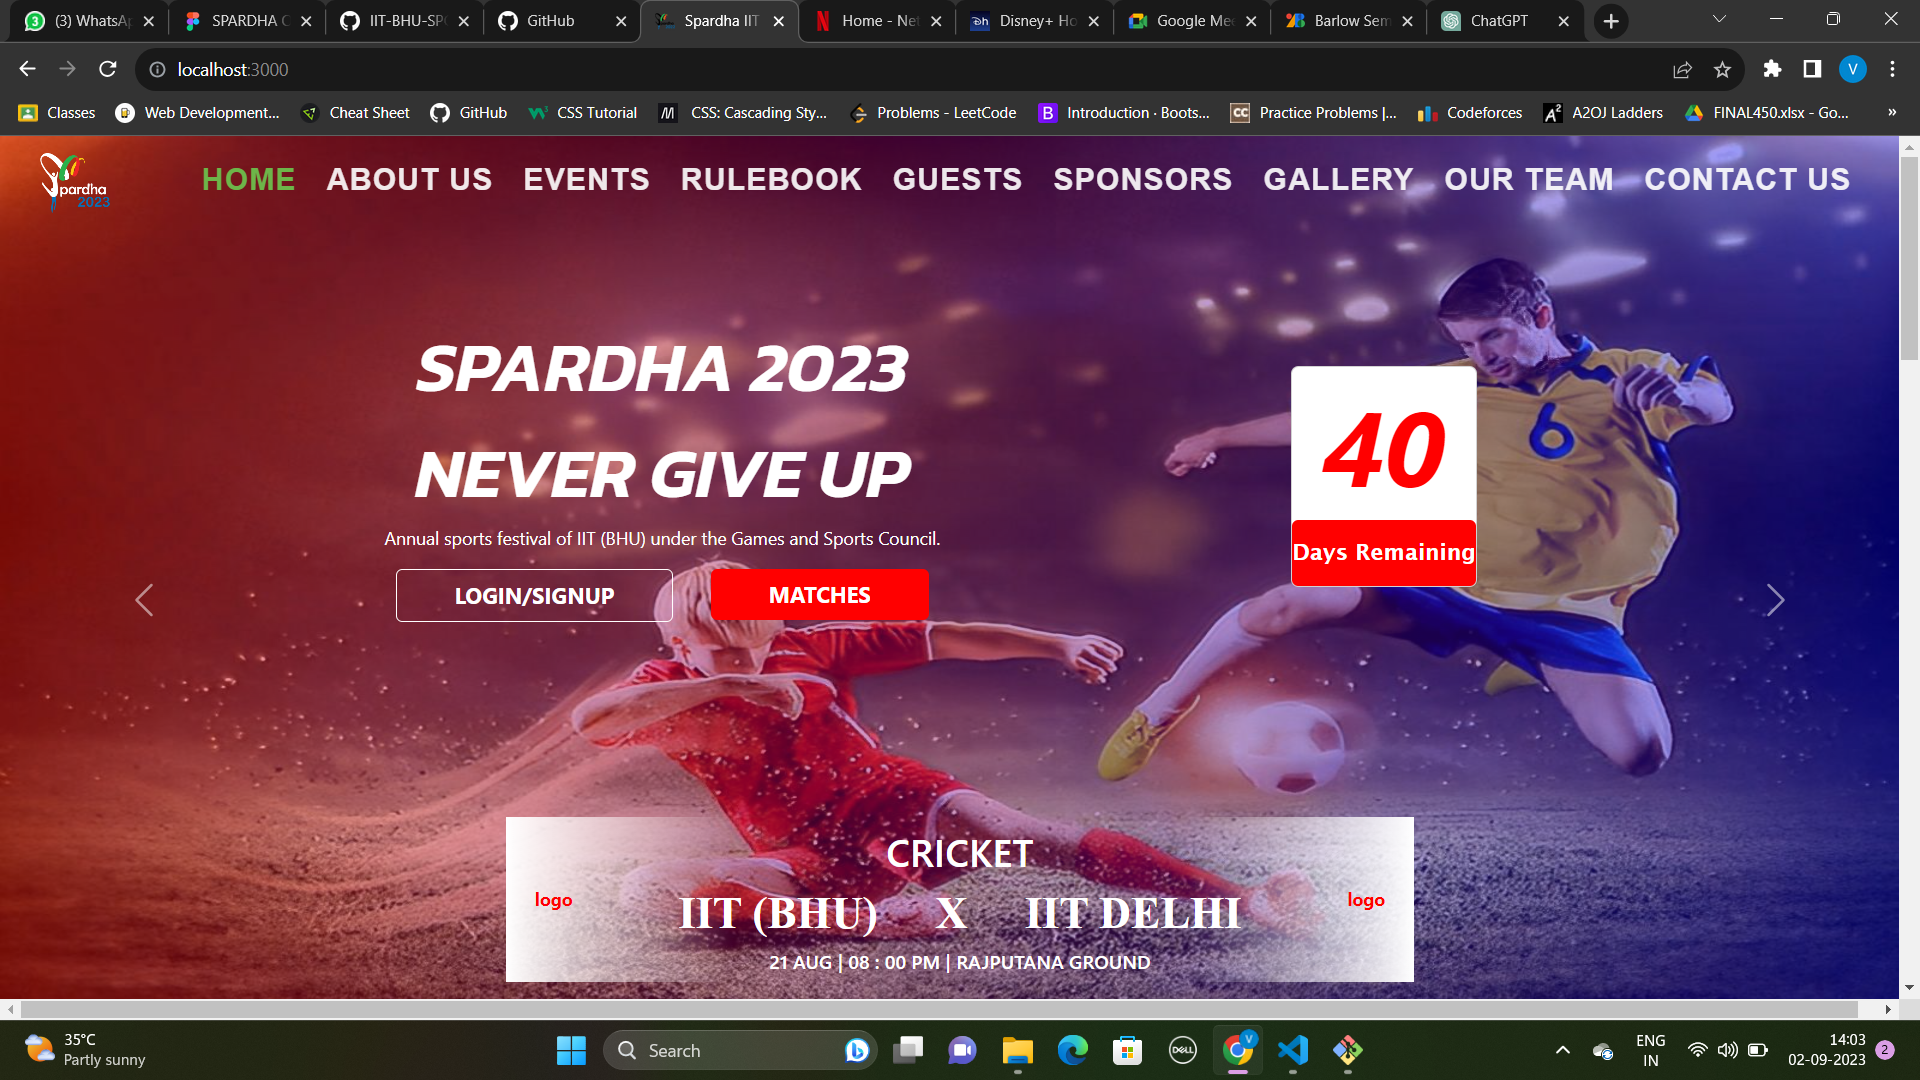 (3) WhatsAp
SPARDHA C
IIT-BHU-SPO
GitHub
Spardha IIT
Home - Net
Disney+ Ho
Google Mee
Barlow Sem
ChatGPT
localhost:3000
V
Classes
Web Development...
Cheat Sheet
GitHub
CSS Tutorial
CSS: Cascading Sty...
Problems - LeetCode
Introduction · Boots...
Practice Problems |...
Codeforces
A2OJ Ladders
FINAL450.xlsx - Go...
»
Spardha
2023
HOME
ABOUT US
EVENTS
RULEBOOK
GUESTS
SPONSORS
GALLERY
OUR TEAM
CONTACT US
SPARDHA 2023
NEVER GIVE UP
Annual sports festival of IIT (BHU) under the Games and Sports Council.
LOGIN/SIGNUP
MATCHES
40
Days Remaining
6
CRICKET
logo
IIT (BHU) X IIT DELHI
logo
21 AUG | 08 : 00 PM | RAJPUTANA GROUND
35°C
Partly sunny
Search
DELL
V
ENG
IN
14:03
02-09-2023
2